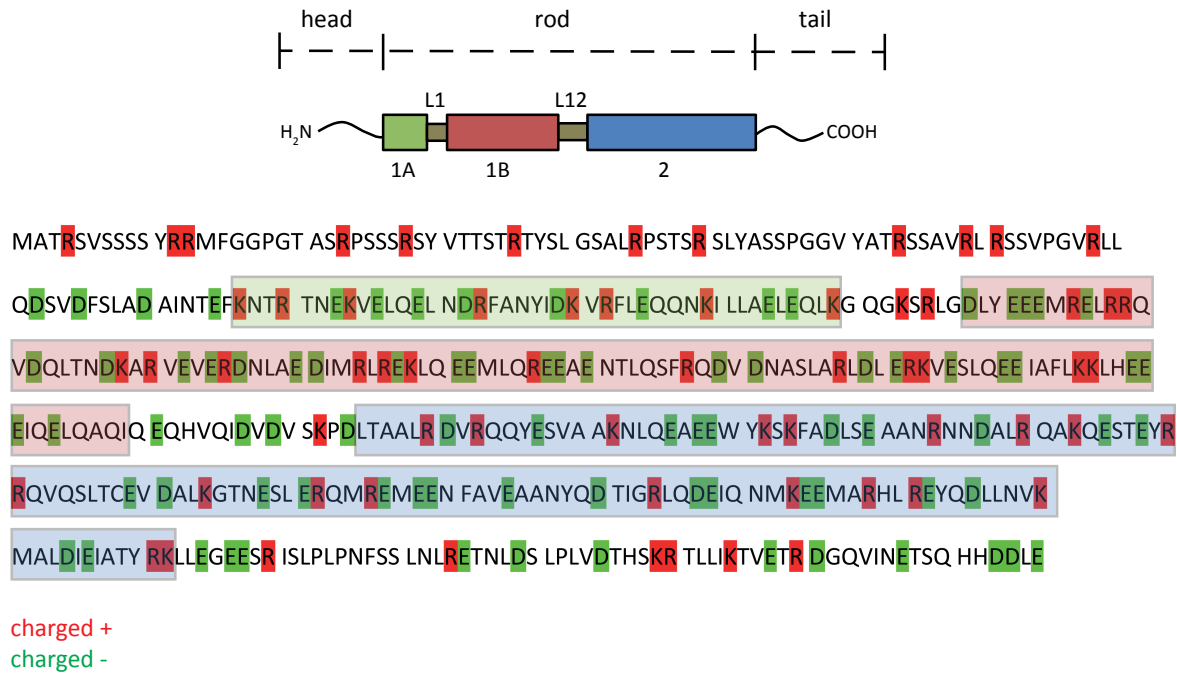 head rod tail
L1 L12
H2N COOH
1A 1B 2
MATRSVSSSS YRRMFGGPGT ASRPSSSRSY VTTSTRTYSL GSALRPSTSR SLYASSPGGV YATRSSAVRL RSSVPGVRLL
QDSVDFSLAD AINTEFKNTR TNEKVELQEL NDRFANYIDK VRFLEQQNKI LLAELEQLKG QGKSRLGDLY EEEMRELRRQ
VDQLTNDKAR VEVERDNLAE DIMRLREKLQ EEMLQREEAE NTLQSFRQDV DNASLARLDL ERKVESLQEE IAFLKKLHEE
EIQELQAQIQ EQHVQIDVDV SKPDLTAALR DVRQQYESVA AKNLQEAEEW YKSKFADLSE AANRNNDALR QAKQESTEYR
RQVQSLTCEV DALKGTNESL ERQMREMEEN FAVEAANYQD TIGRLQDEIQ NMKEEMARHL REYQDLLNVK
MALDIEIATY RKLLEGEESR ISLPLPNFSS LNLRETNLDS LPLVDTHSKR TLLIKTVETR DGQVINETSQ HHDDLE
charged +
charged -